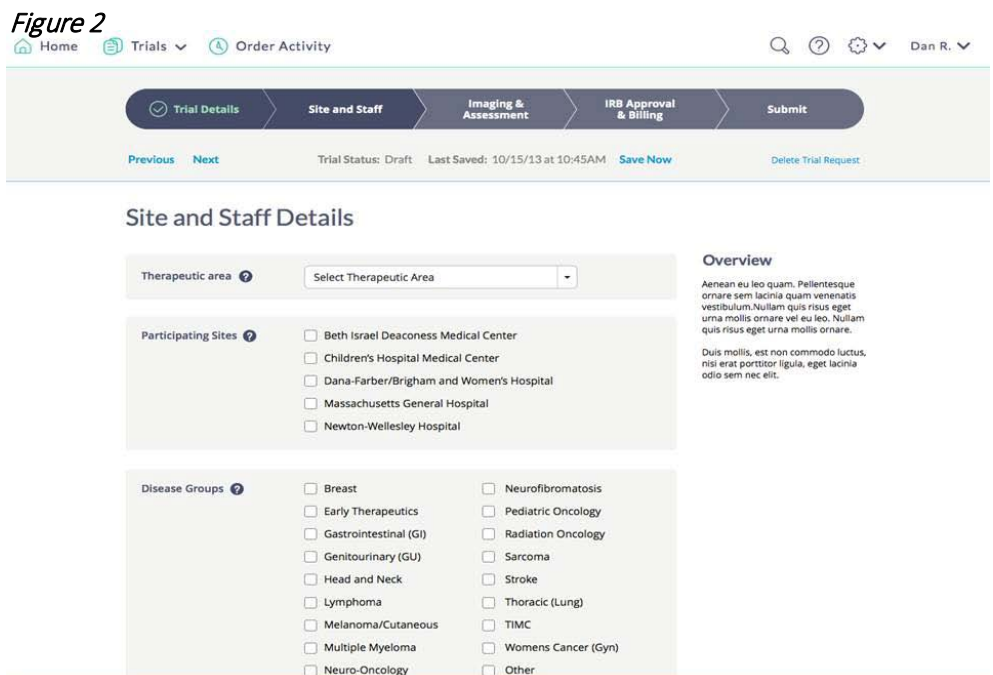 Figure 2
Home Trials Order Activity Dan R.
Trial Details
Site and Staff
Imaging &
Assessment
IRB Approval
& Billing
Submit
Previous Next Trial Status: Draft Last Saved: 10/15/13 at 10:45AM Save Now Delete Trial Request
Site and Staff Details
Therapeutic area ?
Select Therapeutic Area
Participating Sites ?
Beth Israel Deaconess Medical Center
Children's Hospital Medical Center
Dana-Farber/Brigham and Women's Hospital
Massachusetts General Hospital
Newton-Wellesley Hospital
Disease Groups ?
Breast
Early Therapeutics
Gastrointestinal (GI)
Genitourinary (GU)
Head and Neck
Lymphoma
Melanoma/Cutaneous
Multiple Myeloma
Neuro-Oncology
Neurofibromatosis
Pediatric Oncology
Radiation Oncology
Sarcoma
Stroke
Thoracic (Lung)
TIMC
Womens Cancer (Gyn)
Other
Overview
Aenean eu leo quam. Pellentesque
ornare sem lacinia quam venenatis
vestibulum.Nullam quis risus eget
urna mollis ornare vel eu leo. Nullam
quis risus eget urna mollis ornare.
Duis mollis, est non commodo luctus,
nisi erat porttitor ligula, eget lacinia
odio sem nec elit.